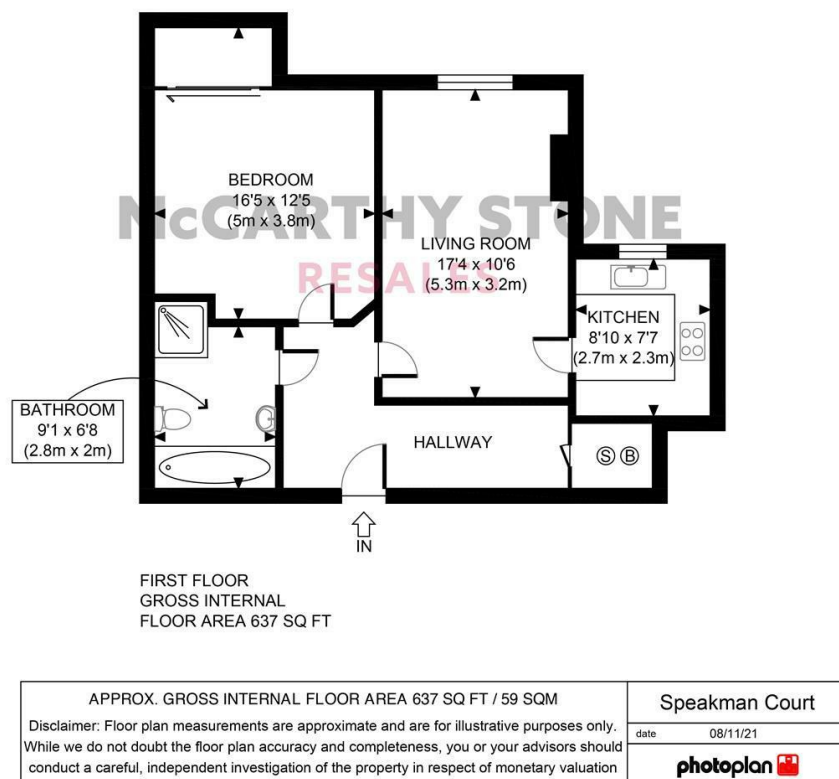 BEDROOM
16'5 x 12'5
(5m x 3.8m)
McCARTHY STONE
RESALES
LIVING ROOM
17'4 x 10'6
(5.3m x 3.2m)
KITCHEN
8'10 x 7'7
(2.7m x 2.3m)
BATHROOM
9'1 x 6'8
(2.8m x 2m)
HALLWAY
S B
IN
FIRST FLOOR
GROSS INTERNAL
FLOOR AREA 637 SQ FT
APPROX. GROSS INTERNAL FLOOR AREA 637 SQ FT / 59 SQM
Disclaimer: Floor plan measurements are approximate and are for illustrative purposes only.
While we do not doubt the floor plan accuracy and completeness, you or your advisors should
conduct a careful, independent investigation of the property in respect of monetary valuation
Speakman Court
date 08/11/21
photoplan